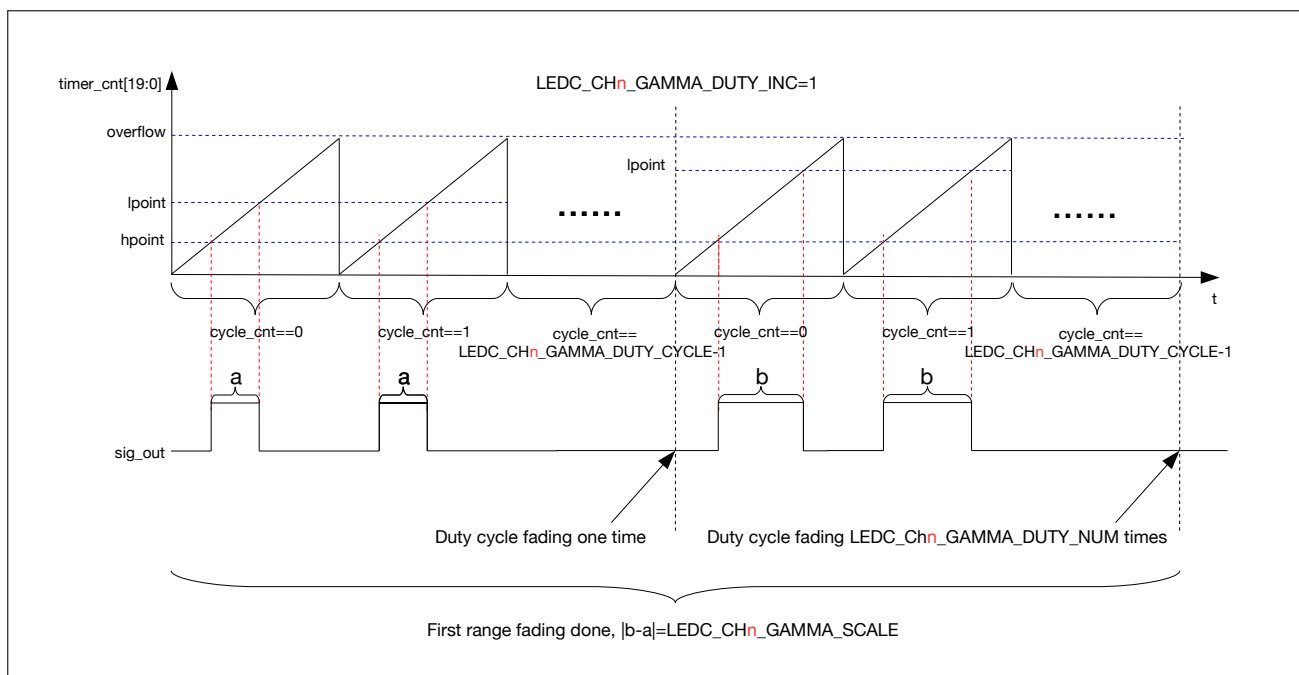 timer_cnt[19:0]
LEDC_CHn_GAMMA_DUTY_INC=1
overflow
lpoint
lpoint
......
......
hpoint
t
cycle_cnt==0
cycle_cnt==1
cycle_cnt==
LEDC_CHn_GAMMA_DUTY_CYCLE-1
cycle_cnt==0
cycle_cnt==1
cycle_cnt==
LEDC_CHn_GAMMA_DUTY_CYCLE-1
a
a
b
b
sig_out
Duty cycle fading one time
Duty cycle fading LEDC_Chn_GAMMA_DUTY_NUM times
First range fading done, |b-a|=LEDC_CHn_GAMMA_SCALE